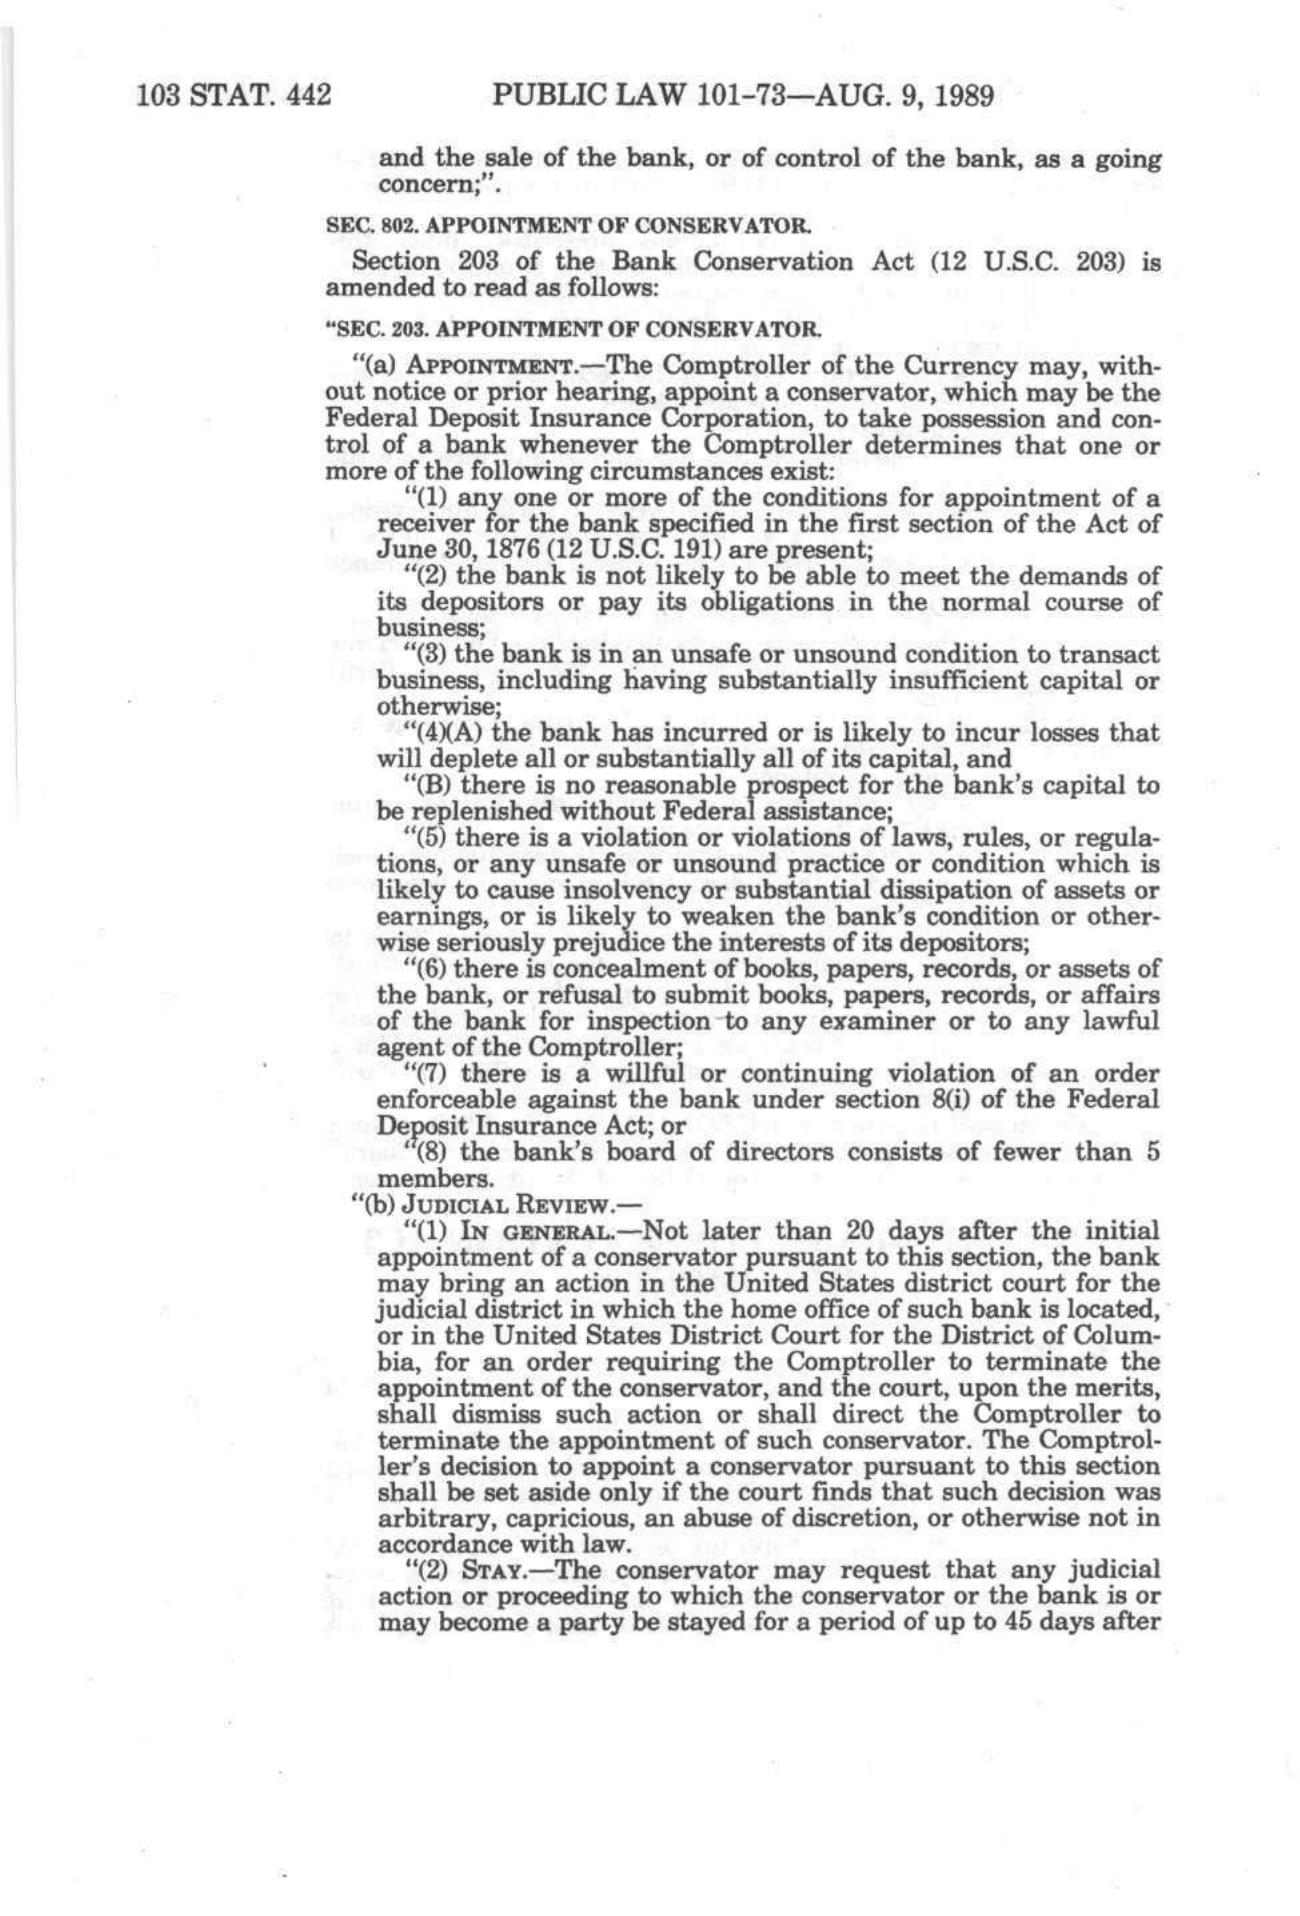 103 STAT. 442 PUBLIC LAW 101-73—AUG. 9, 1989
and the sale of the bank, or of control of the bank, as a going
concern;".
SEC. 802. APPOINTMENT OF CONSERVATOR.
Section 203 of the Bank Conservation Act (12 U.S.C. 203) is
amended to read as follows:
"SEC. 203. APPOINTMENT OF CONSERVATOR.
"(a) APPOINTMENT.—The Comptroller of the Currency may, with-
out notice or prior hearing, appoint a conservator, which may be the
Federal Deposit Insurance Corporation, to take possession and con-
trol of a bank whenever the Comptroller determines that one or
more of the following circumstances exist:
"(1) any one or more of the conditions for appointment of a
receiver for the bank specified in the first section of the Act of
June 30, 1876 (12 U.S.C. 191) are present;
"(2) the bank is not likely to be able to meet the demands of
its depositors or pay its obligations in the normal course of
business;
"(3) the bank is in an unsafe or unsound condition to transact
business, including having substantially insufficient capital or
otherwise;
"(4)(A) the bank has incurred or is likely to incur losses that
will deplete all or substantially all of its capital, and
"(B) there is no reasonable prospect for the bank's capital to
be replenished without Federal assistance;
"(5) there is a violation or violations of laws, rules, or regula-
tions, or any unsafe or unsound practice or condition which is
likely to cause insolvency or substantial dissipation of assets or
earnings, or is likely to weaken the bank's condition or other-
wise seriously prejudice the interests of its depositors;
"(6) there is concealment of books, papers, records, or assets of
the bank, or refusal to submit books, papers, records, or affairs
of the bank for inspection to any examiner or to any lawful
agent of the Comptroller;
"(7) there is a willful or continuing violation of an order
enforceable against the bank under section 8(i) of the Federal
Deposit Insurance Act; or
"(8) the bank's board of directors consists of fewer than 5
members.
"(b) JUDICIAL REVIEW.—
"(1) IN GENERAL.—Not later than 20 days after the initial
appointment of a conservator pursuant to this section, the bank
may bring an action in the United States district court for the
judicial district in which the home office of such bank is located,
or in the United States District Court for the District of Colum-
bia, for an order requiring the Comptroller to terminate the
appointment of the conservator, and the court, upon the merits,
shall dismiss such action or shall direct the Comptroller to
terminate the appointment of such conservator. The Comptrol-
ler's decision to appoint a conservator pursuant to this section
shall be set aside only if the court finds that such decision was
arbitrary, capricious, an abuse of discretion, or otherwise not in
accordance with law.
"(2) STAY.—The conservator may request that any judicial
action or proceeding to which the conservator or the bank is or
may become a party be stayed for a period of up to 45 days after